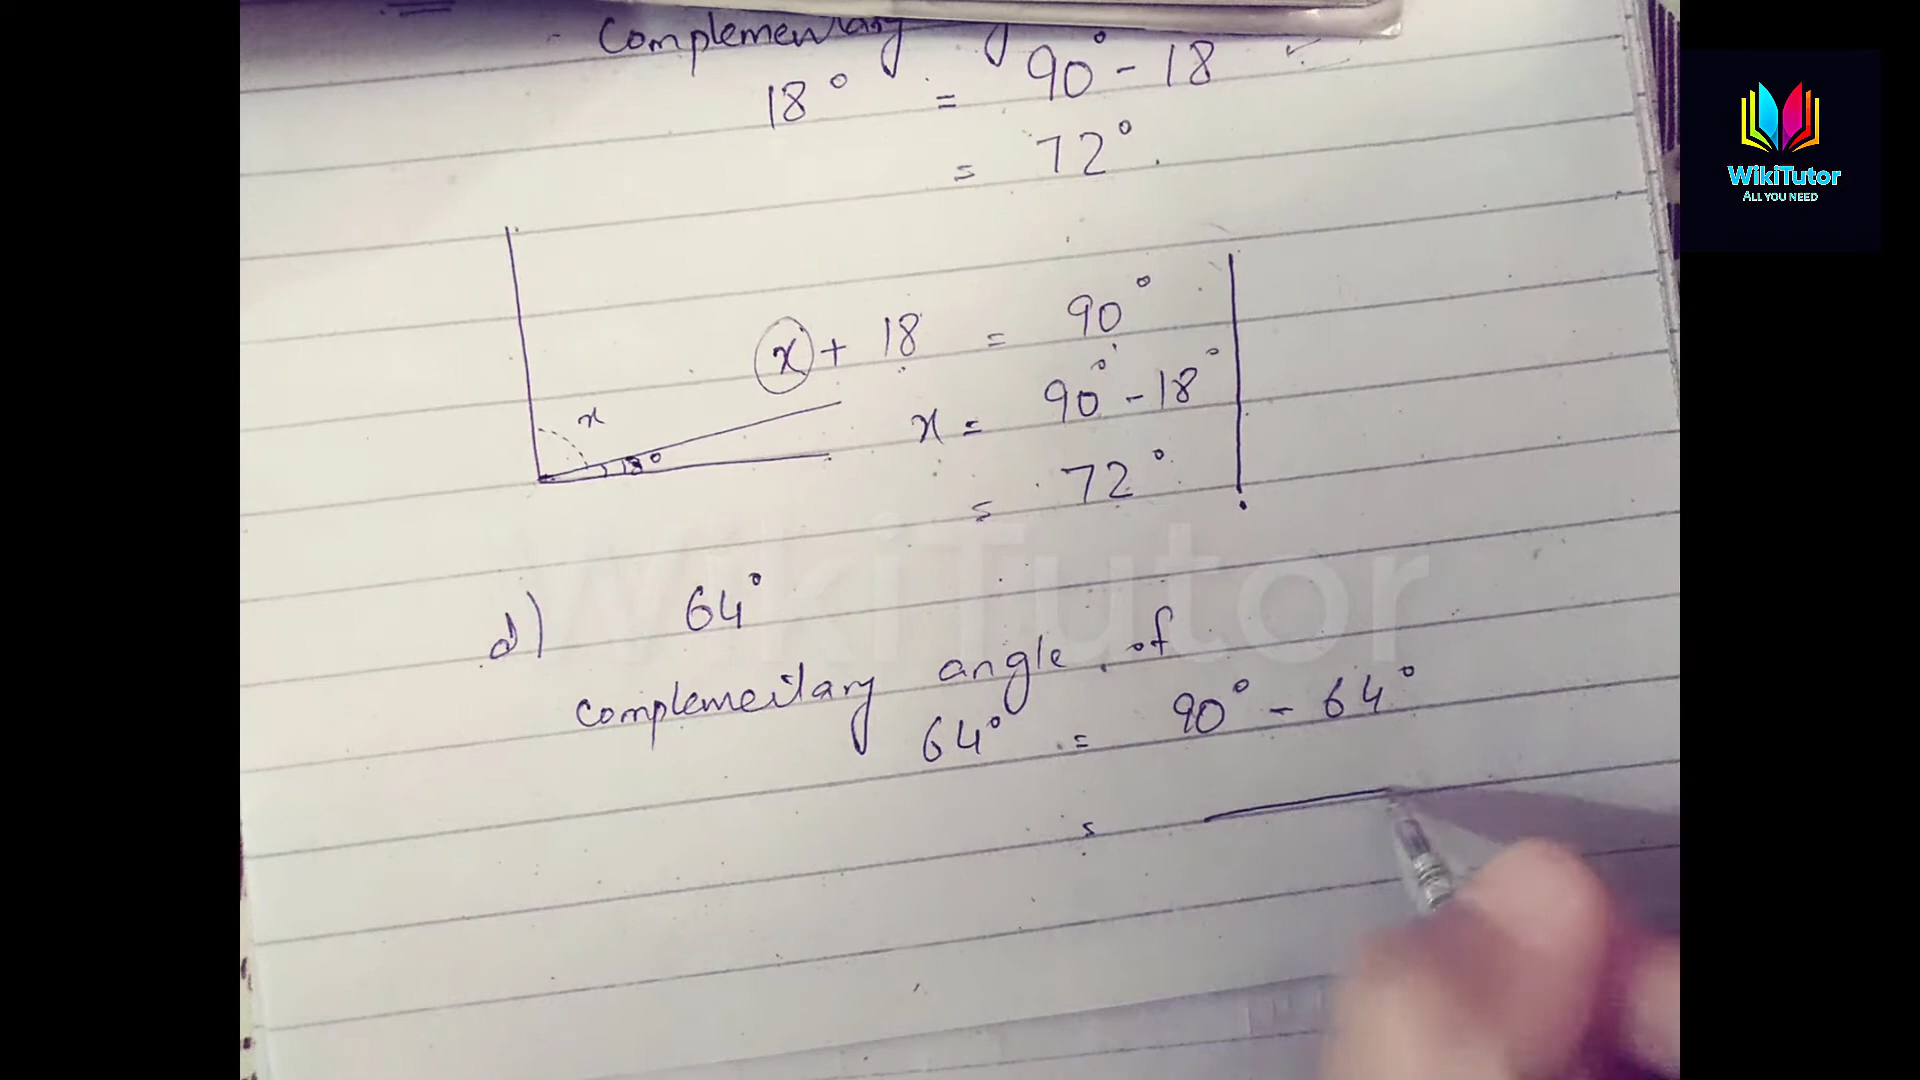 Complementary
18° = 90° - 18
= 72°
x + 18 = 90°
x = 90° - 18°
= 72°
x
18°
d) 64°
complementary angle of
64° = 90° - 64°
=
WikiTutor
WikiTutor
ALL YOU NEED